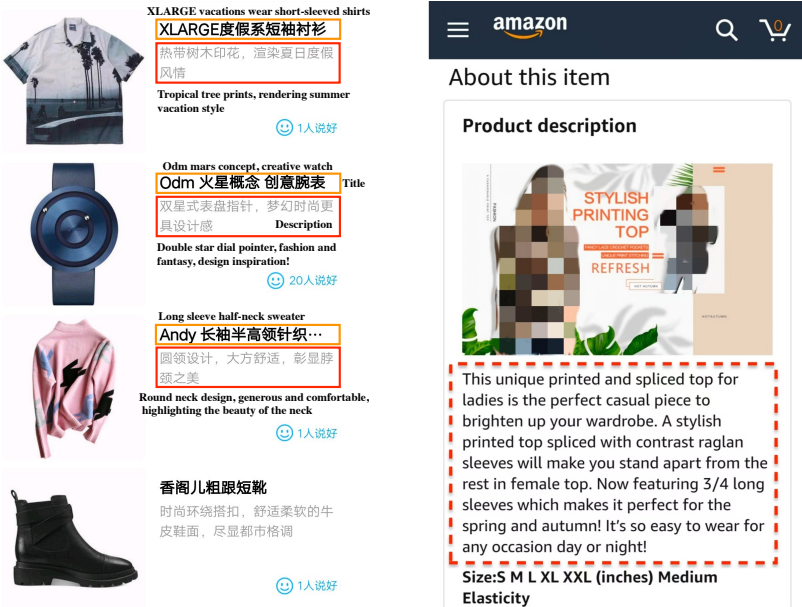 XLARGE vacations wear short-sleeved shirts
XLARGE度假系短袖衬衫
热带树木印花，渲染夏日度假
风情
Tropical tree prints, rendering summer
vacation style
1人说好
Odm mars concept, creative watch
Odm 火星概念 创意腕表
Title
双星式表盘指针，梦幻时尚更
具设计感
Description
Double star dial pointer, fashion and
fantasy, design inspiration!
20人说好
Long sleeve half-neck sweater
Andy 长袖半高领针织…
圆领设计，大方舒适，彰显脖
颈之美
Round neck design, generous and comfortable,
highlighting the beauty of the neck
1人说好
香阁儿粗跟短靴
时尚环绕搭扣，舒适柔软的牛
皮鞋面，尽显都市格调
1人说好
amazon
0
About this item
Product description
STYLISH
PRINTING
TOP
FANCY LACE CROCHET POCKETS
UNIQUE PRINT STITCHING
REFRESH
HOT AUTUMN
HOTAUTUMN
This unique printed and spliced top for
ladies is the perfect casual piece to
brighten up your wardrobe. A stylish
printed top spliced with contrast raglan
sleeves will make you stand apart from the
rest in female top. Now featuring 3/4 long
sleeves which makes it perfect for the
spring and autumn! It's so easy to wear for
any occasion day or night!
Size:S M L XL XXL (inches) Medium
Elasticity